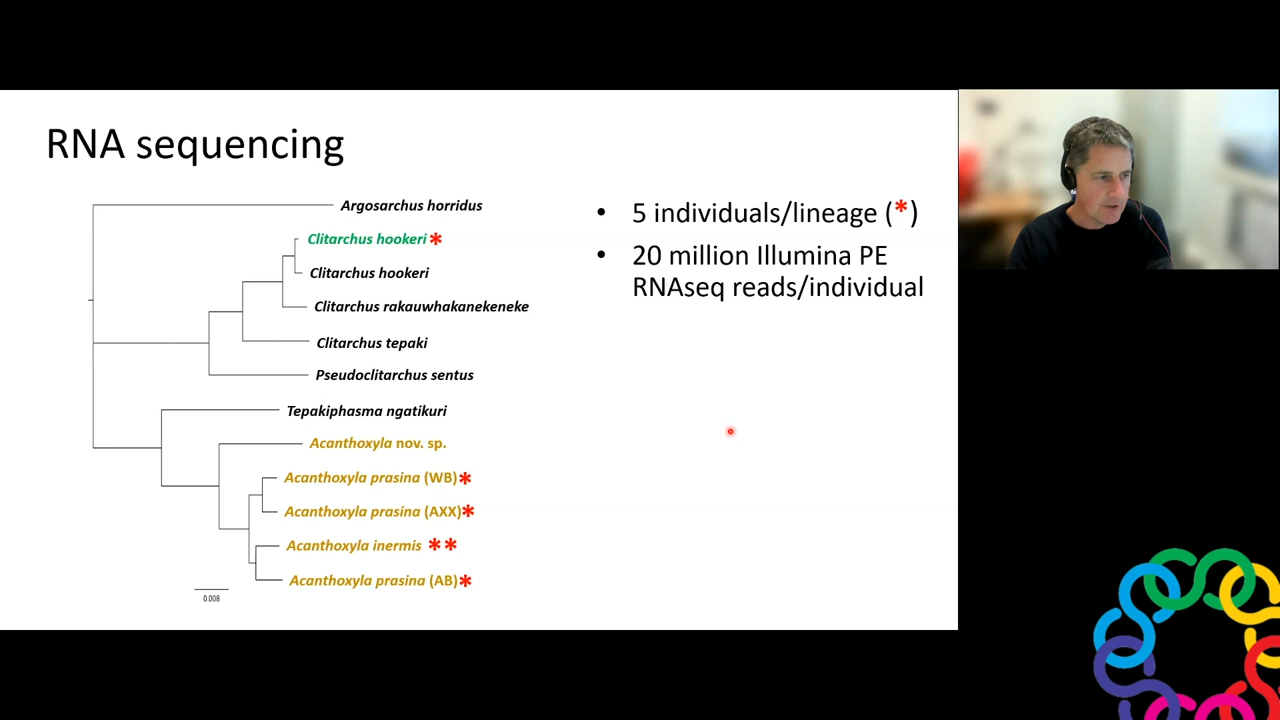 RNA sequencing
Argosarchus horridus
Clitarchus hookeri *
Clitarchus hookeri
Clitarchus rakauwhakanekeneke
Clitarchus tepaki
Pseudoclitarchus sentus
Tepakiphasma ngatikuri
Acanthoxyla nov. sp.
Acanthoxyla prasina (WB)*
Acanthoxyla prasina (AXX)*
Acanthoxyla inermis **
Acanthoxyla prasina (AB)*
0.008
• 5 individuals/lineage (*)
• 20 million Illumina PE
RNAseq reads/individual